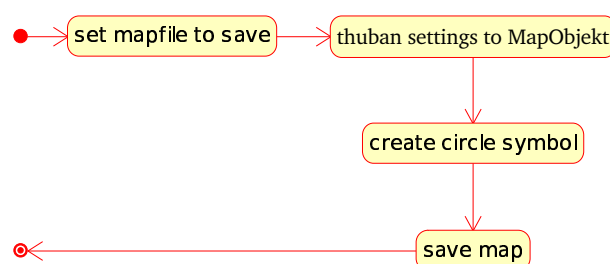 set mapfile to save
thuban settings to MapObjekt
create circle symbol
save map